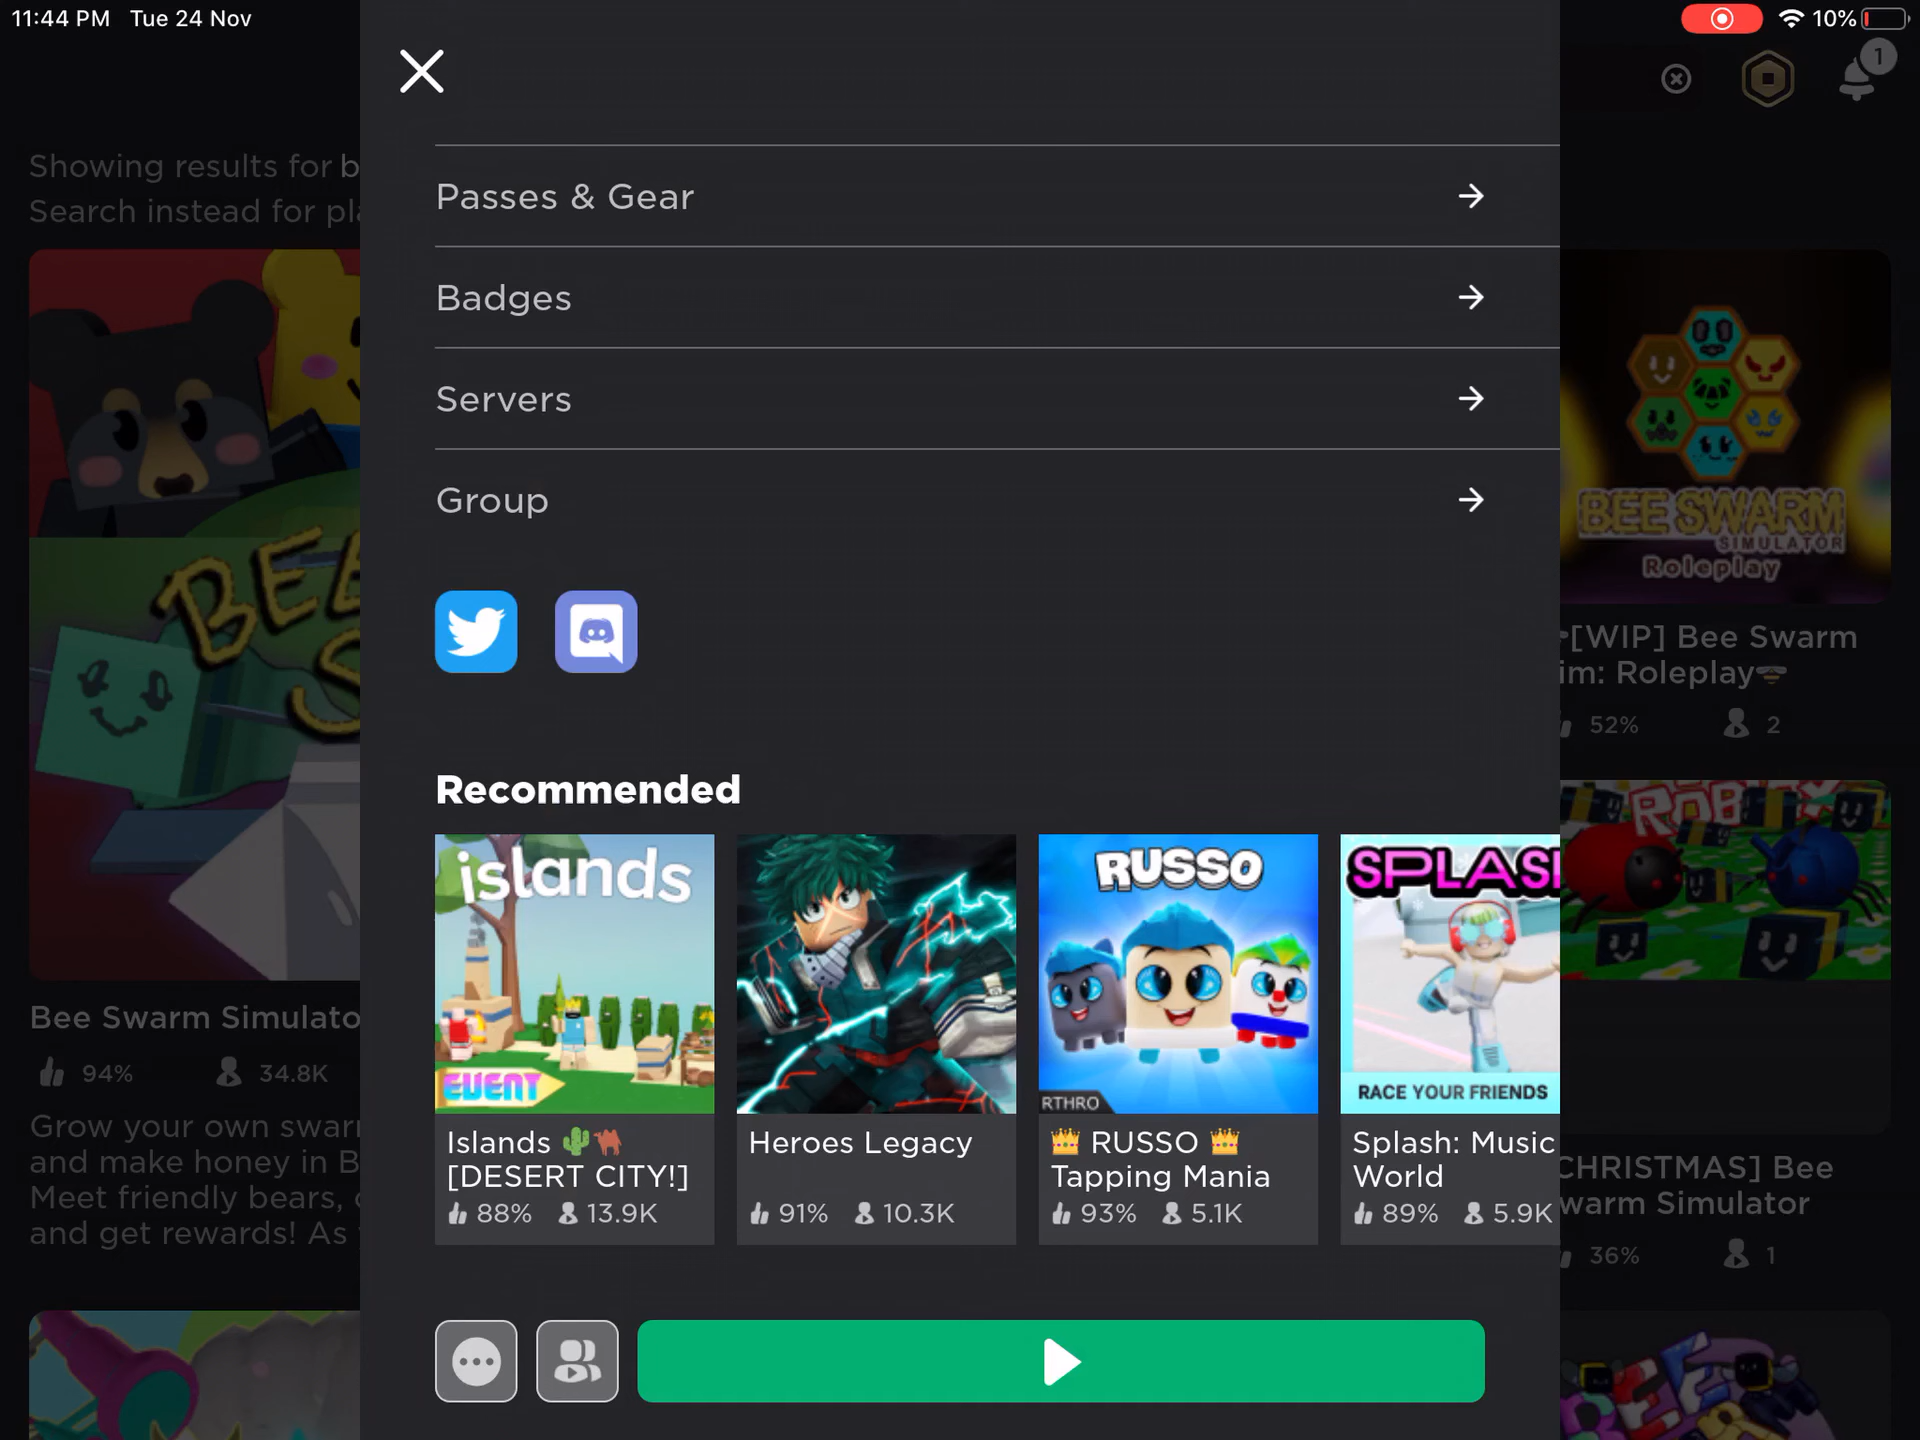 11:44 PM Tue 24 Nov
10%
1
Showing results for b
Search instead for pl
Passes & Gear
Badges
Servers
Group
BEE
S
BEE SWARM
SIMULATOR
Roleplay
[WIP] Bee Swarm
im: Roleplay
52% 2
Recommended
islands
EVENT
RUSSO
RTHRO
SPLASH
RACE YOUR FRIENDS
Islands
[DESERT CITY!]
88% 13.9K
Heroes Legacy
91% 10.3K
RUSSO
Tapping Mania
93% 5.1K
Splash: Music
World
89% 5.9K
Bee Swarm Simulato
94% 34.8K
Grow your own swar
and make honey in B
Meet friendly bears,
and get rewards! As
ROB
CHRISTMAS] Bee
warm Simulator
36% 1